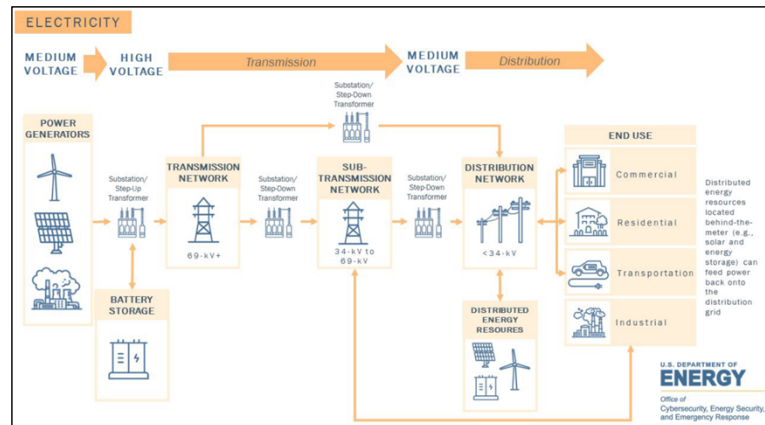 ELECTRICITY
MEDIUM
VOLTAGE
HIGH
VOLTAGE
Transmission
MEDIUM
VOLTAGE
Distribution
Substation/
Step-Down
Transformer
POWER
GENERATORS
Substation/
Step-Up
Transformer
TRANSMISSION
NETWORK
69-kV+
Substation/
Step-Down
Transformer
SUB-
TRANSMISSION
NETWORK
34-kV to
69-kV
Substation/
Step-Down
Transformer
DISTRIBUTION
NETWORK
<34-kV
END USE
Commercial
Residential
Transportation
Industrial
Distributed
energy
resources
located
behind-the-
meter (e.g.,
solar and
energy
storage) can
feed power
back onto
the
distribution
grid
BATTERY
STORAGE
DISTRIBUTED
ENERGY
RESOURES
U.S. DEPARTMENT OF
ENERGY
Office of
Cybersecurity, Energy Security,
and Emergency Response